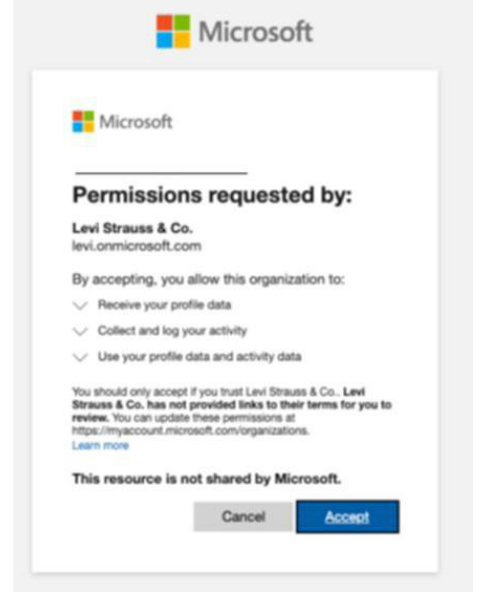 Microsoft
Microsoft
Permissions requested by:
Levi Strauss & Co.
levi.onmicrosoft.com
By accepting, you allow this organization to:
Receive your profile data
Collect and log your activity
Use your profile data and activity data
You should only accept if you trust Levi Strauss & Co.. Levi
Strauss & Co. has not provided links to their terms for you to
review. You can update these permissions at
https://myaccount.microsoft.com/organizations.
Learn more
This resource is not shared by Microsoft.
Cancel Accept